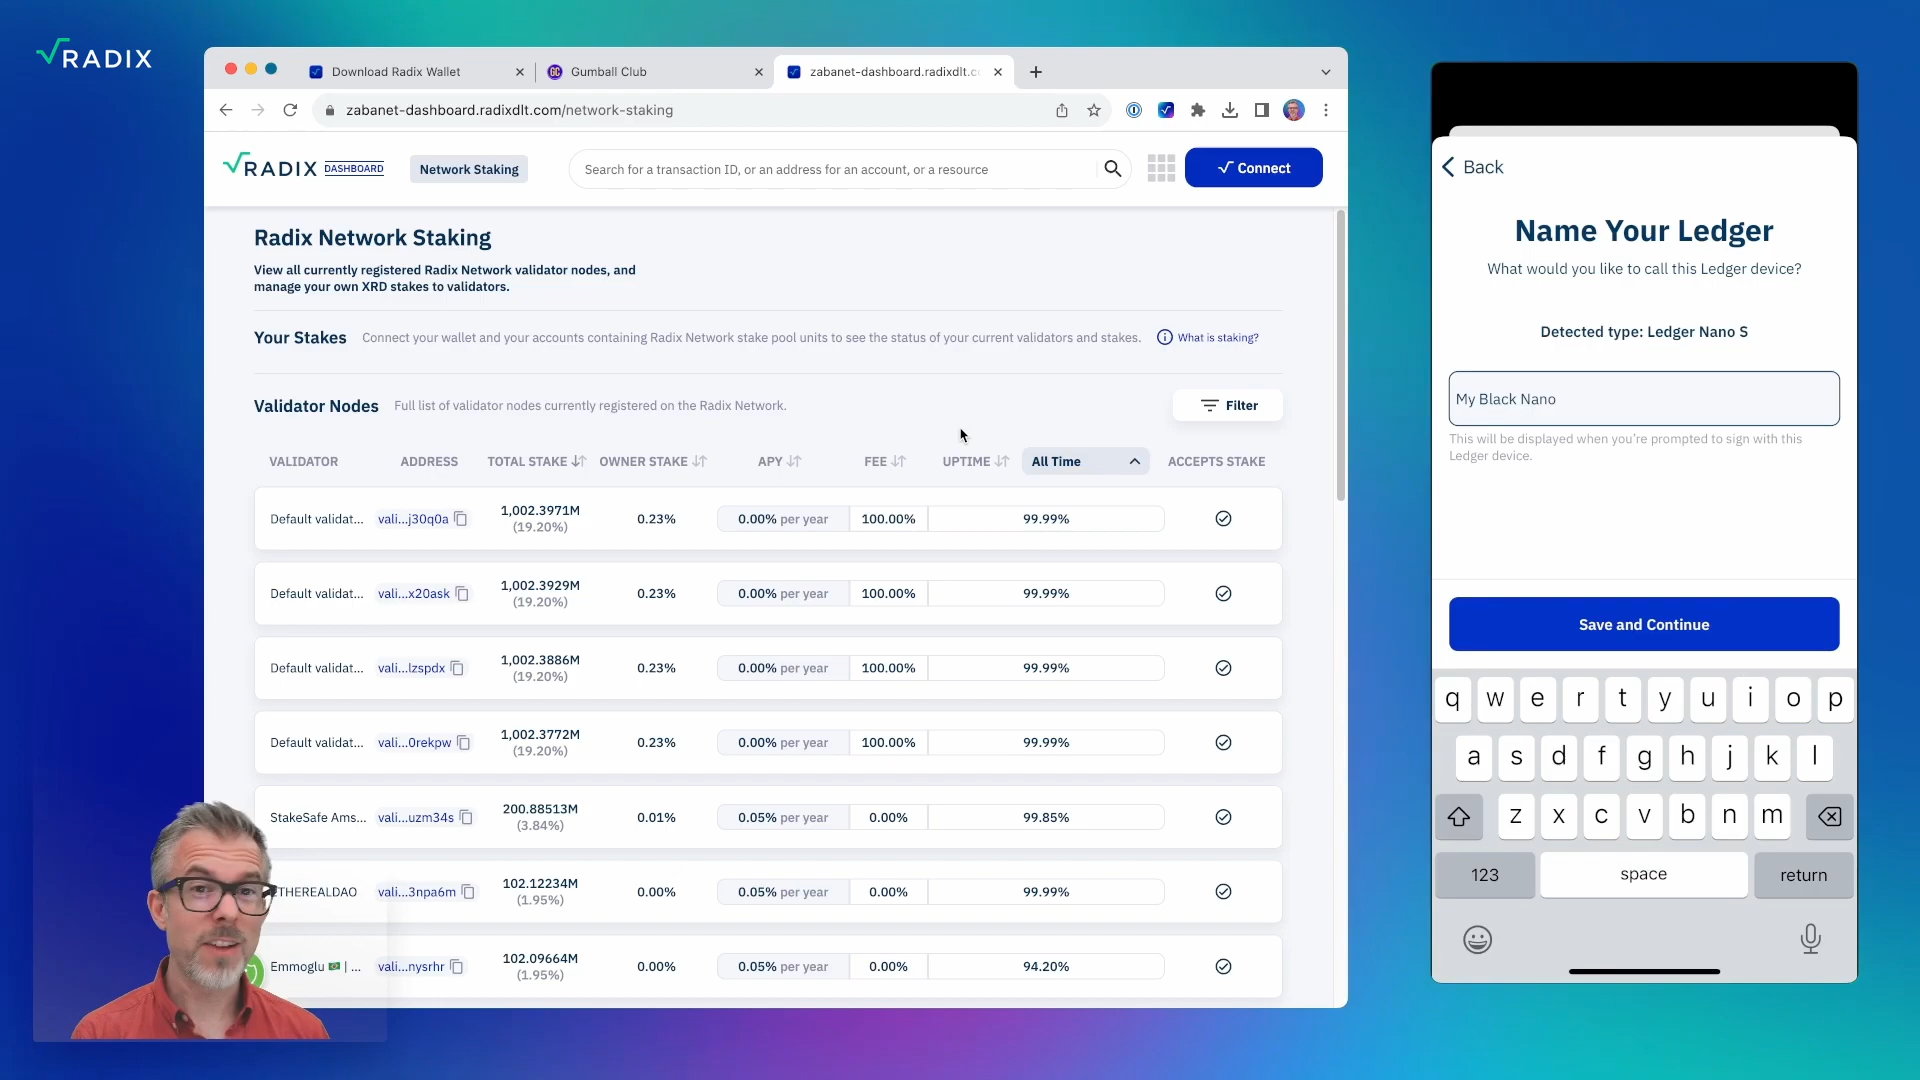 RADIX
Download Radix Wallet
Gumball Club
zabanet-dashboard.radixdlt.c
zabanet-dashboard.radixdlt.com/network-staking
RADIX DASHBOARD
Network Staking
Search for a transaction ID, or an address for an account, or a resource
Connect
Radix Network Staking
View all currently registered Radix Network validator nodes, and
manage your own XRD stakes to validators.
Your Stakes Connect your wallet and your accounts containing Radix Network stake pool units to see the status of your current validators and stakes. What is staking?
Validator Nodes Full list of validator nodes currently registered on the Radix Network. Filter
VALIDATOR ADDRESS TOTAL STAKE OWNER STAKE APY FEE UPTIME All Time ACCEPTS STAKE
Default validat... vali...j30q0a 1,002.3971M (19.20%) 0.23% 0.00% per year 100.00% 99.99%
Default validat... vali...x20ask 1,002.3929M (19.20%) 0.23% 0.00% per year 100.00% 99.99%
Default validat... vali...lzspdx 1,002.3886M (19.20%) 0.23% 0.00% per year 100.00% 99.99%
Default validat... vali...0rekpw 1,002.3772M (19.20%) 0.23% 0.00% per year 100.00% 99.99%
StakeSafe Ams... vali...uzm34s 200.88513M (3.84%) 0.01% 0.05% per year 0.00% 99.85%
THEREALDAO vali...3npa6m 102.12234M (1.95%) 0.00% 0.05% per year 0.00% 99.99%
Emmoglu | ... vali...nysrhr 102.09664M (1.95%) 0.00% 0.05% per year 0.00% 94.20%
Back
Name Your Ledger
What would you like to call this Ledger device?
Detected type: Ledger Nano S
My Black Nano
This will be displayed when you're prompted to sign with this
Ledger device.
Save and Continue
q w e r t y u i o p
a s d f g h j k l
z x c v b n m
123 space return